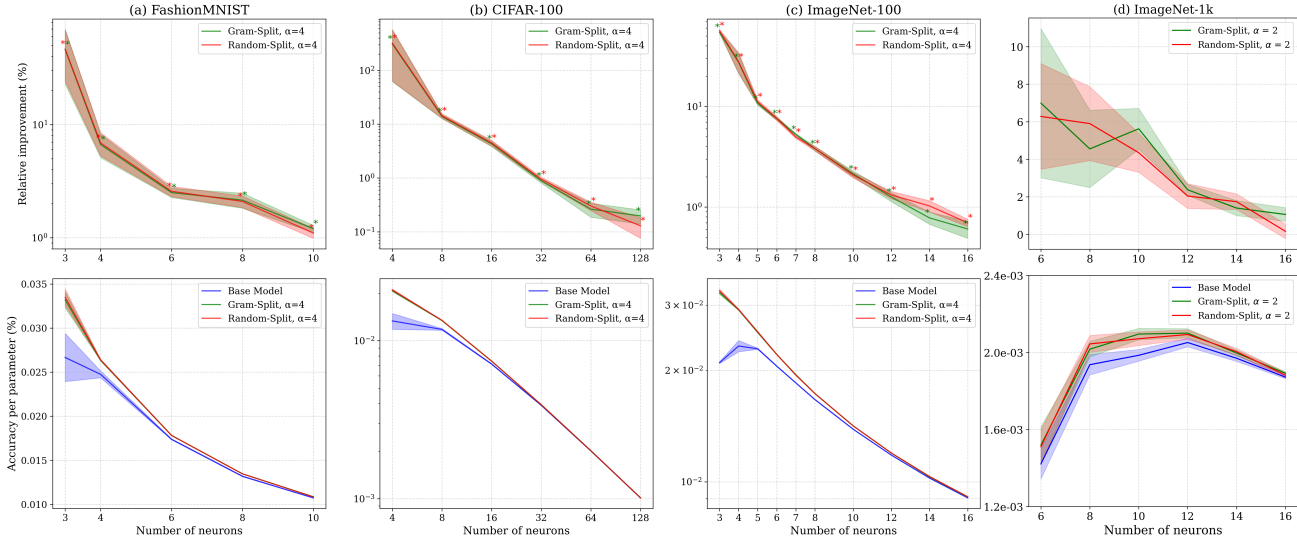 (a) FashionMNIST
Relative improvement (%)
10¹
10⁰
3 4 6 8 10
Gram-Split, α=4
Random-Split, α=4
(b) CIFAR-100
10²
10¹
10⁰
10⁻¹
4 8 16 32 64 128
Gram-Split, α=4
Random-Split, α=4
(c) ImageNet-100
10¹
10⁰
3 4 5 6 7 8 10 12 14 16
Gram-Split, α=4
Random-Split, α=4
(d) ImageNet-1k
10
8
6
4
2
0
6 8 10 12 14 16
Gram-Split, α = 2
Random-Split, α = 2
Accuracy per parameter (%)
0.035
0.030
0.025
0.020
0.015
0.010
3 4 6 8 10
Number of neurons
Base Model
Gram-Split, α=4
Random-Split, α=4
10⁻²
10⁻³
4 8 16 32 64 128
Number of neurons
Base Model
Gram-Split, α=4
Random-Split, α=4
3 × 10⁻²
2 × 10⁻²
10⁻²
3 4 5 6 7 8 10 12 14 16
Number of neurons
Base Model
Gram-Split, α=4
Random-Split, α=4
2.4e-03
2.0e-03
1.6e-03
1.2e-03
6 8 10 12 14 16
Number of neurons
Base Model
Gram-Split, α = 2
Random-Split, α = 2